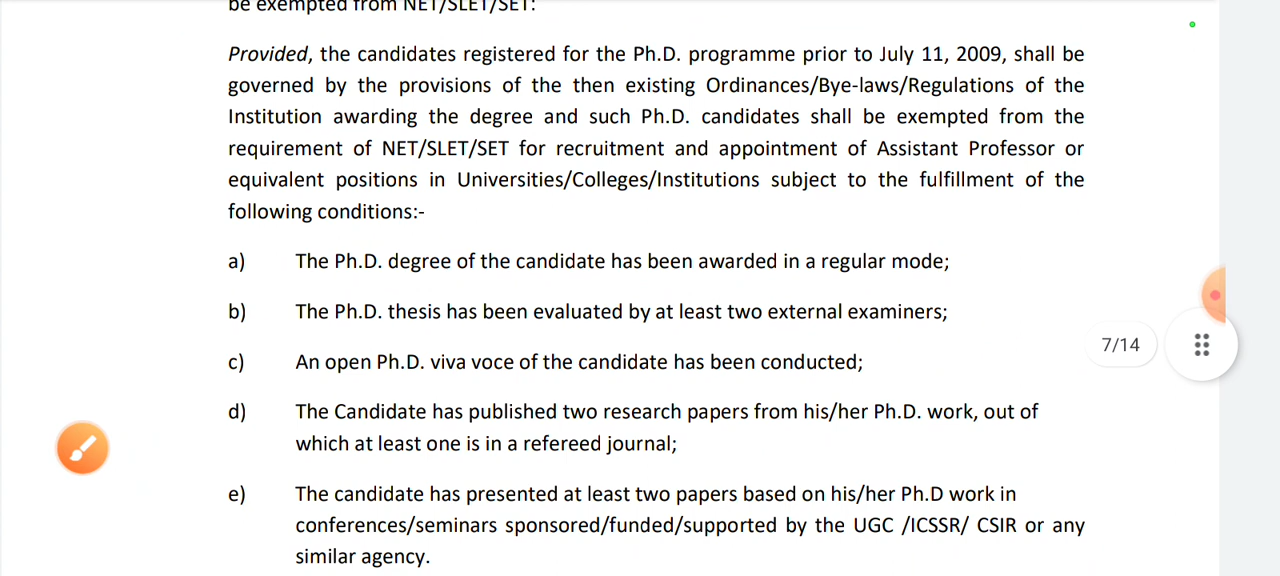 be exempted from NET/SLET/SET:
Provided, the candidates registered for the Ph.D. programme prior to July 11, 2009, shall be
governed by the provisions of the then existing Ordinances/Bye-laws/Regulations of the
Institution awarding the degree and such Ph.D. candidates shall be exempted from the
requirement of NET/SLET/SET for recruitment and appointment of Assistant Professor or
equivalent positions in Universities/Colleges/Institutions subject to the fulfillment of the
following conditions:-
a) The Ph.D. degree of the candidate has been awarded in a regular mode;
b) The Ph.D. thesis has been evaluated by at least two external examiners;
7/14
c) An open Ph.D. viva voce of the candidate has been conducted;
d) The Candidate has published two research papers from his/her Ph.D. work, out of
which at least one is in a refereed journal;
e) The candidate has presented at least two papers based on his/her Ph.D work in
conferences/seminars sponsored/funded/supported by the UGC /ICSSR/ CSIR or any
similar agency.